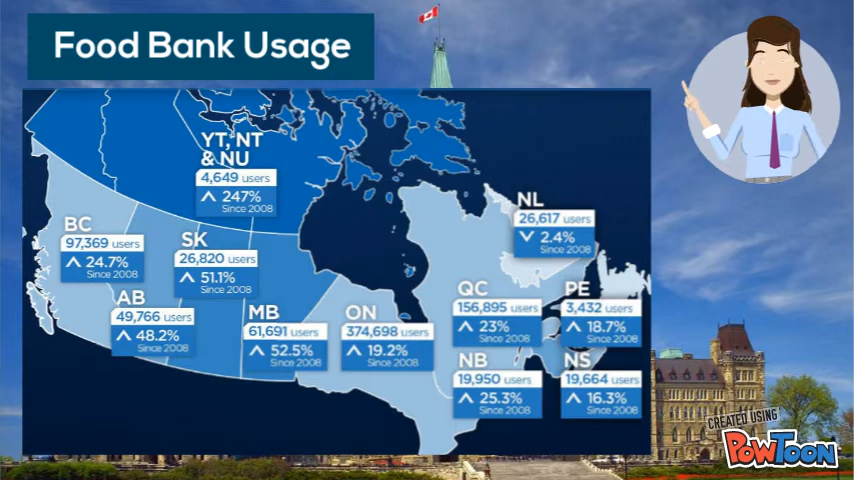 Food Bank Usage
YT, NT
& NU
4,649 users
^ 247%
Since 2008
NL
26,617 users
v 2.4%
Since 2008
BC
97,369 users
^ 24.7%
Since 2008
SK
26,820 users
^ 51.1%
Since 2008
AB
49,766 users
^ 48.2%
Since 2008
MB
61,691 users
^ 52.5%
Since 2008
ON
374,698 users
^ 19.2%
Since 2008
QC
156,895 users
^ 23%
Since 2008
PE
3,432 users
^ 18.7%
Since 2008
NB
19,950 users
^ 25.3%
Since 2008
NS
19,664 users
^ 16.3%
Since 2008
CREATED USING
POWTOON